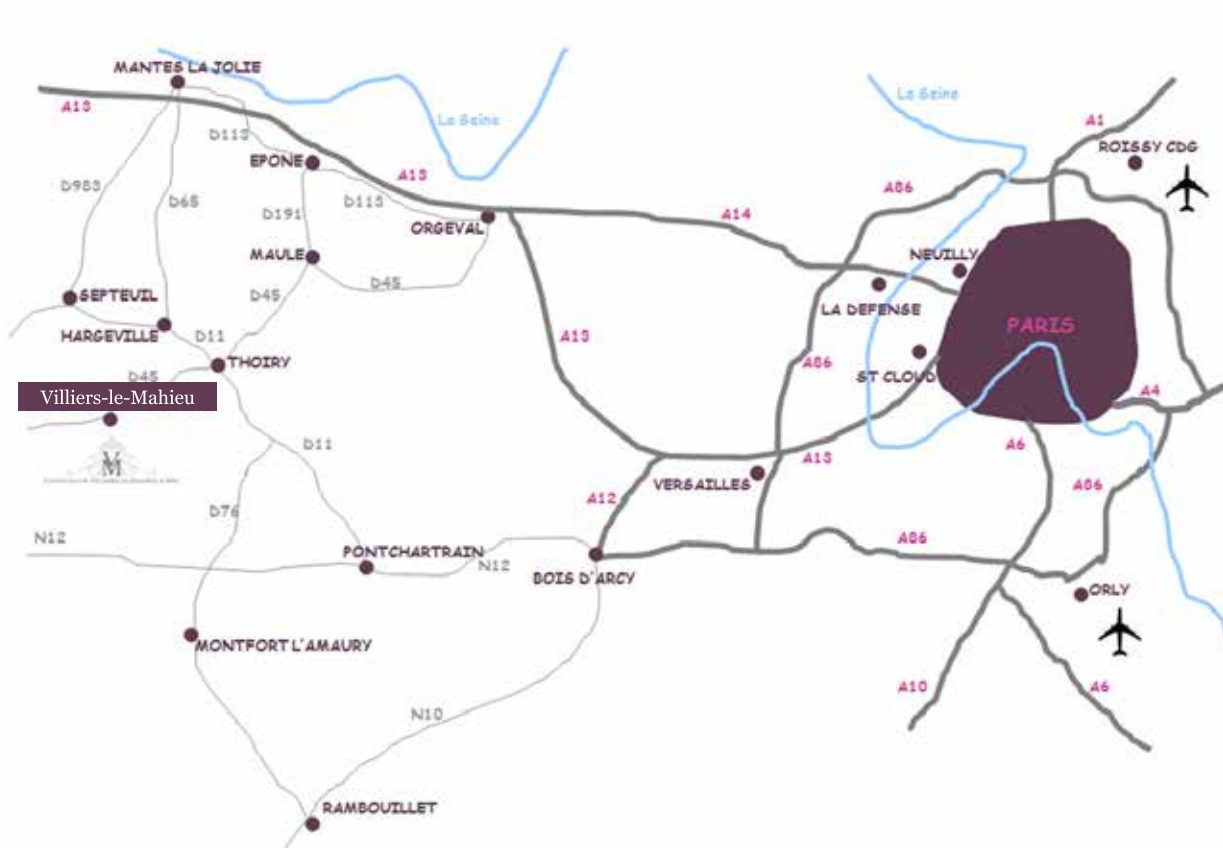 MANTES LA JOLIE
La Seine
A13
La Seine
A1
D113
ROISSY CDG
EPONE
A13
D983
A86
D65
D191
D113
A14
ORGEVAL
MAULE
NEUILLY
D45
D45
SEPTEUIL
LA DEFENSE
PARIS
HARGEVILLE
D11
A13
THOIRY
A86
ST CLOUD
D45
Villiers-le-Mahieu
A4
D11
A6
A13
VM
VERSAILLES
A86
A12
D76
N12
A86
PONTCHARTRAIN
N12
BOIS D'ARCY
ORLY
MONTFORT L'AMAURY
A10
A6
N10
RAMBOUILLET